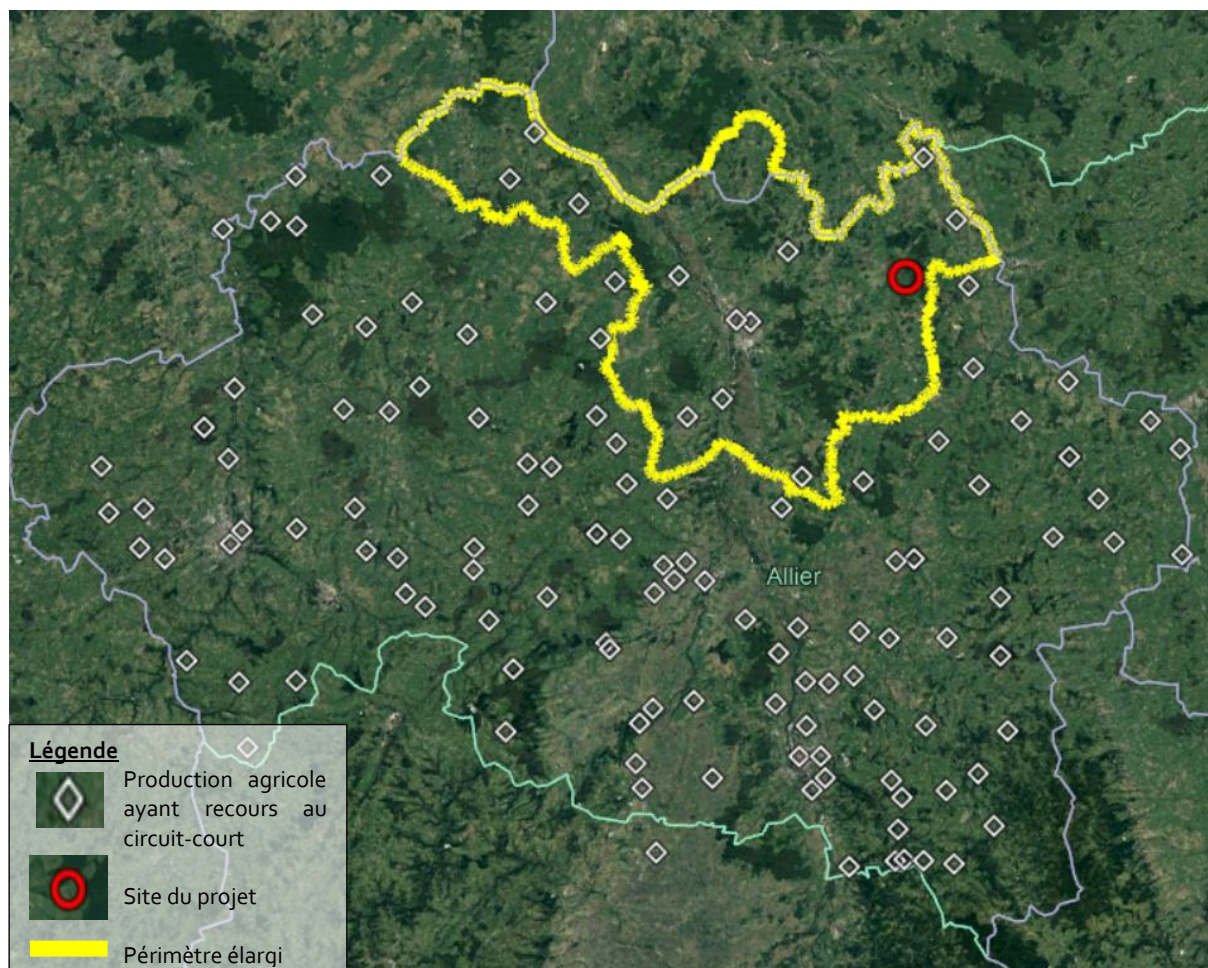 Allier
Légende
Production agricole
ayant recours au
circuit-court
Site du projet
Périmètre élargi